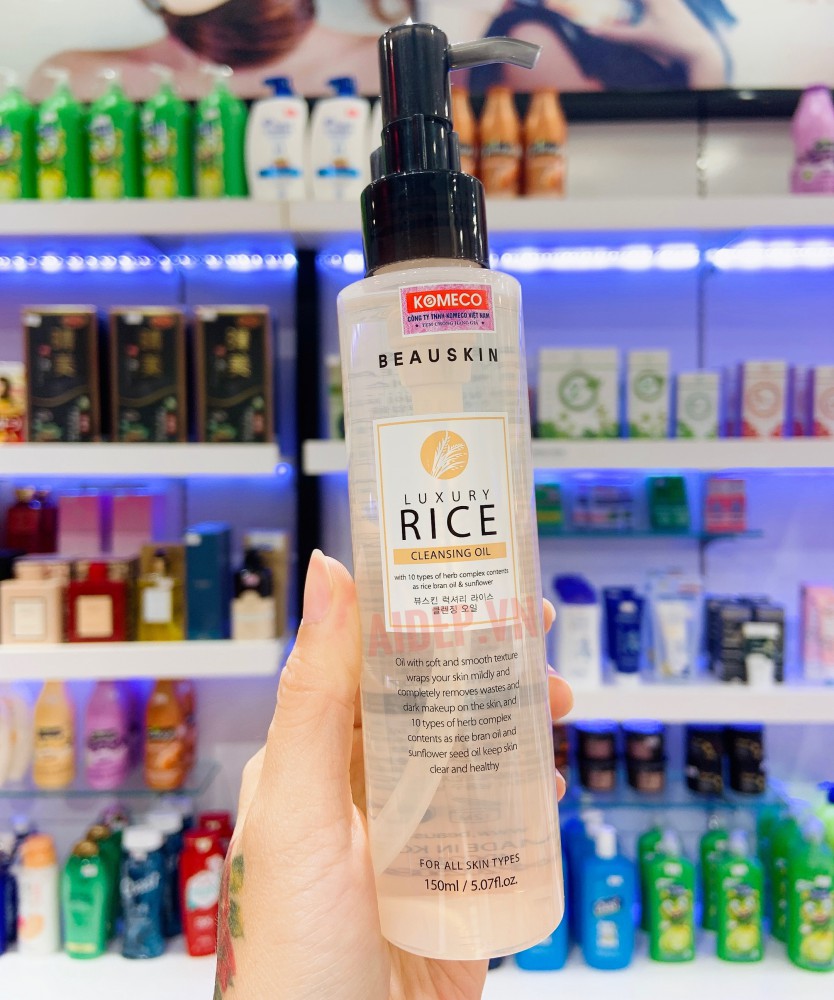 KOMECO
CÔNG TY TNHH KOMECO VIỆT NAM
TEM CHỐNG HÀNG GIẢ
BEAUSKIN
LUXURY
RICE
CLEANSING OIL
with 10 types of herb complex contents
as rice bran oil & sunflower
뷰스킨 럭셔리 라이스
클렌징 오일
AIDEP.VN
Oil with soft and smooth texture
wraps your skin mildly and
completely removes wastes and
dark makeup on the skin, and
10 types of herb complex
contents as rice bran oil and
sunflower seed oil keep skin
clear and healthy
FOR ALL SKIN TYPES
150ml / 5.07fl.oz.